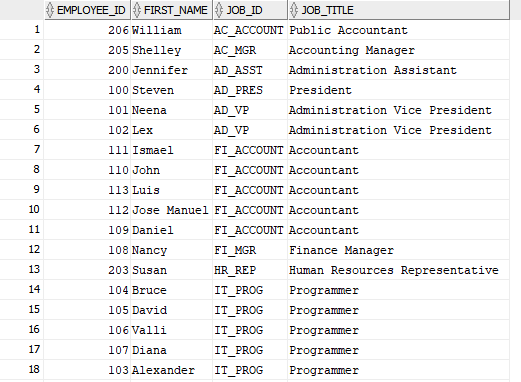 EMPLOYEE_ID FIRST_NAME JOB_ID JOB_TITLE
1 206 William AC_ACCOUNT Public Accountant
2 205 Shelley AC_MGR Accounting Manager
3 200 Jennifer AD_ASST Administration Assistant
4 100 Steven AD_PRES President
5 101 Neena AD_VP Administration Vice President
6 102 Lex AD_VP Administration Vice President
7 111 Ismael FI_ACCOUNT Accountant
8 110 John FI_ACCOUNT Accountant
9 113 Luis FI_ACCOUNT Accountant
10 112 Jose Manuel FI_ACCOUNT Accountant
11 109 Daniel FI_ACCOUNT Accountant
12 108 Nancy FI_MGR Finance Manager
13 203 Susan HR_REP Human Resources Representative
14 104 Bruce IT_PROG Programmer
15 105 David IT_PROG Programmer
16 106 Valli IT_PROG Programmer
17 107 Diana IT_PROG Programmer
18 103 Alexander IT_PROG Programmer